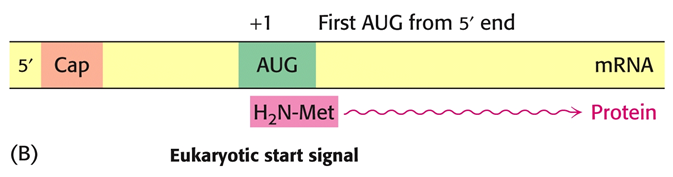 +1 First AUG from 5′ end
5′ Cap AUG mRNA
H₂N-Met Protein
(B) Eukaryotic start signal